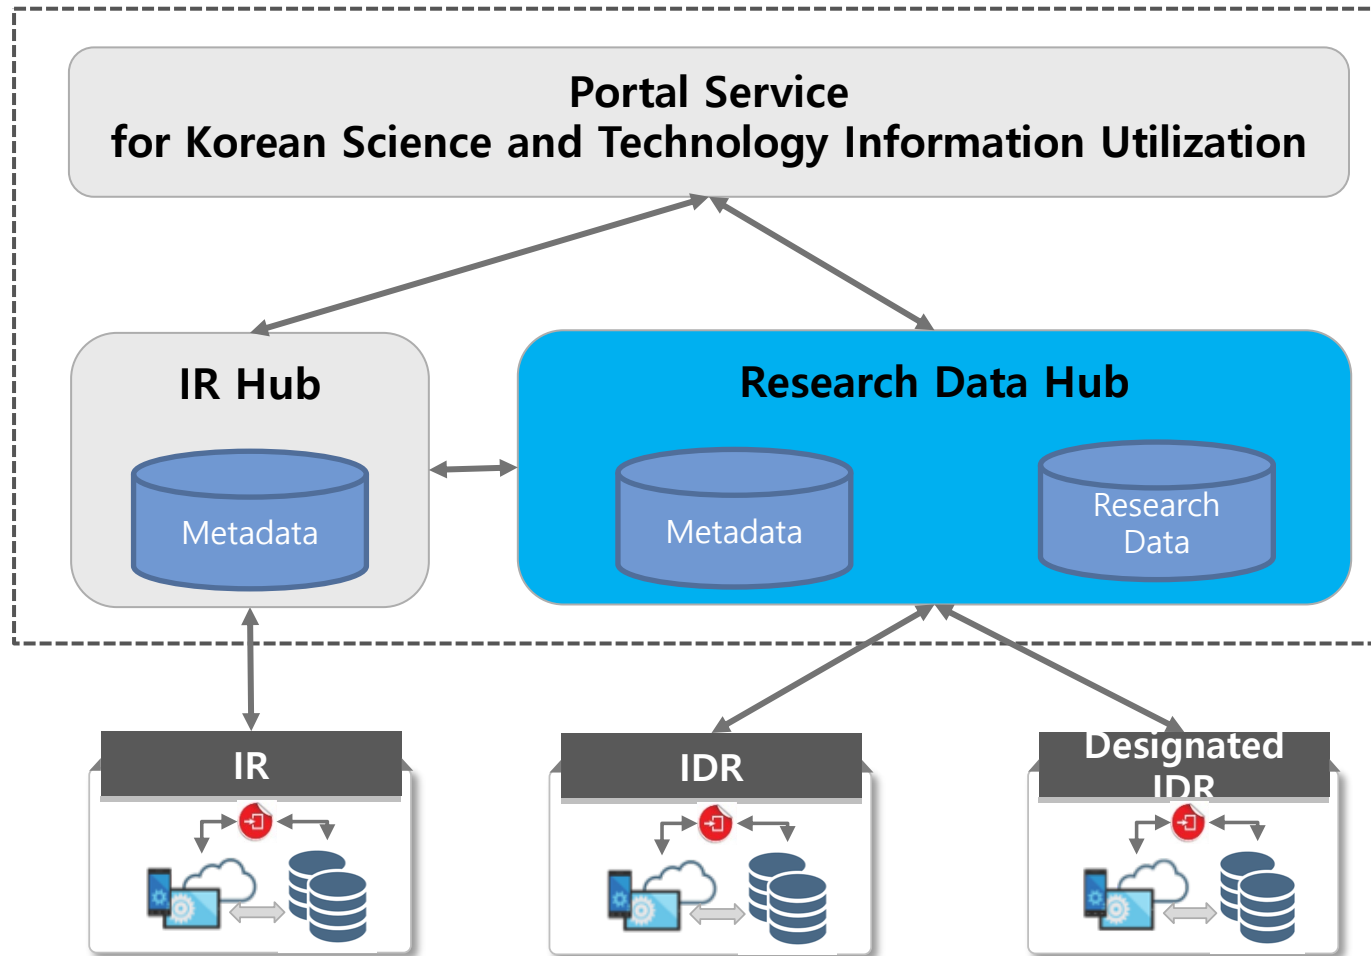 Portal Service
for Korean Science and Technology Information Utilization
IR Hub
Research Data Hub
Metadata
Metadata
Research
Data
IR
IDR
Designated
IDR